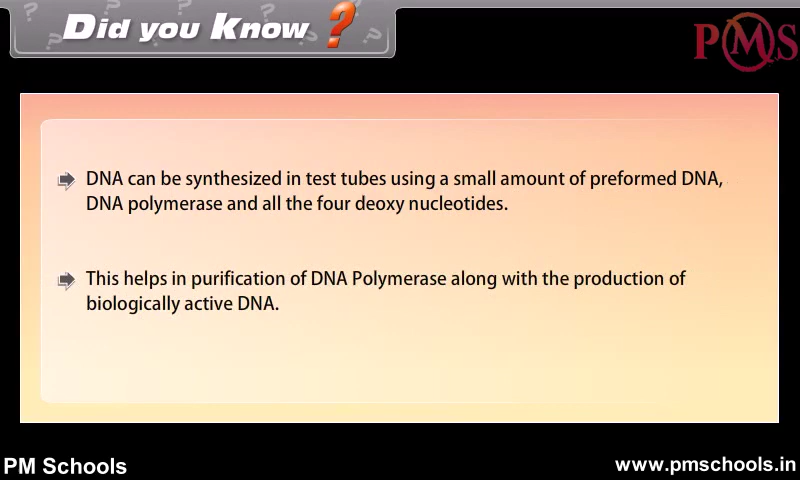 Did you Know ?
PMS
DNA can be synthesized in test tubes using a small amount of preformed DNA,
DNA polymerase and all the four deoxy nucleotides.
This helps in purification of DNA Polymerase along with the production of
biologically active DNA.
PM Schools
www.pmschools.in